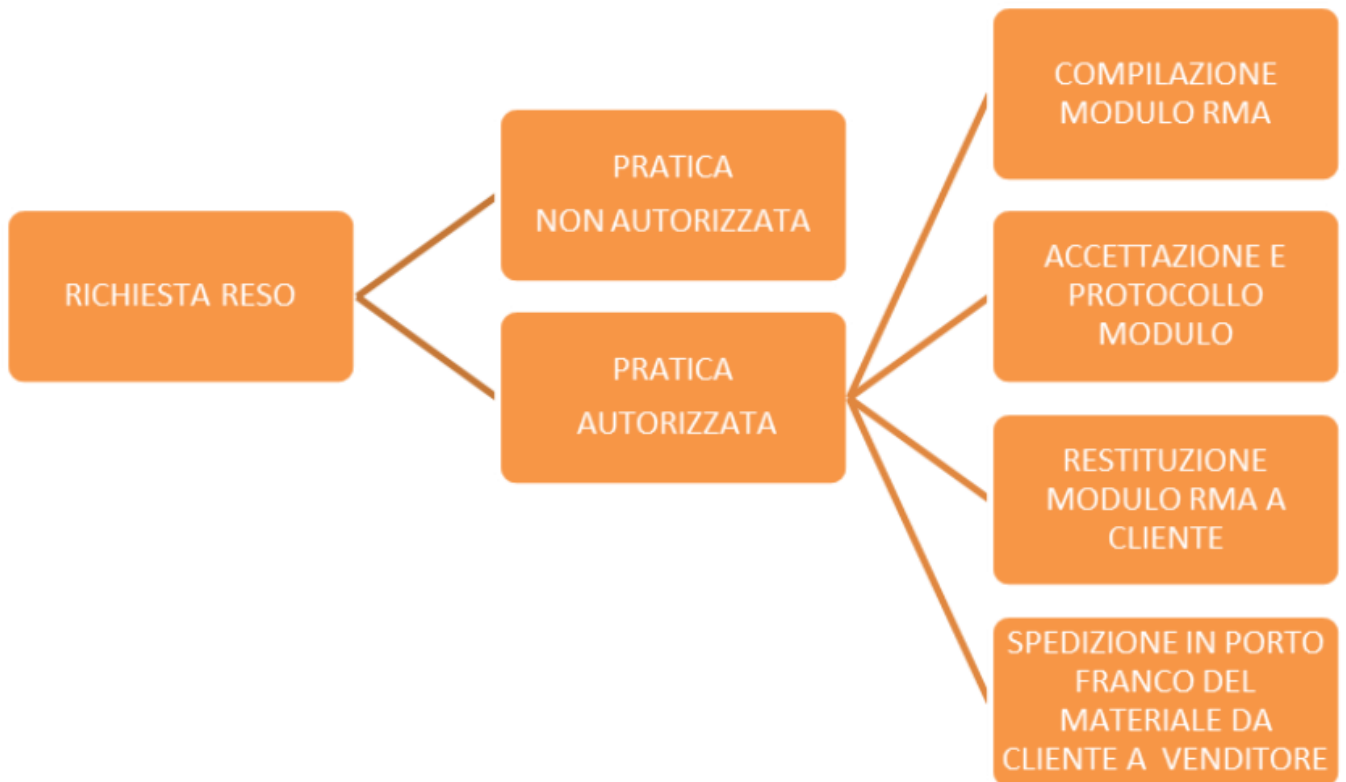 RICHIESTA RESO
PRATICA
NON AUTORIZZATA
PRATICA
AUTORIZZATA
COMPILAZIONE
MODULO RMA
ACCETTAZIONE E
PROTOCOLLO
MODULO
RESTITUZIONE
MODULO RMA A
CLIENTE
SPEDIZIONE IN PORTO
FRANCO DEL
MATERIALE DA
CLIENTE A VENDITORE